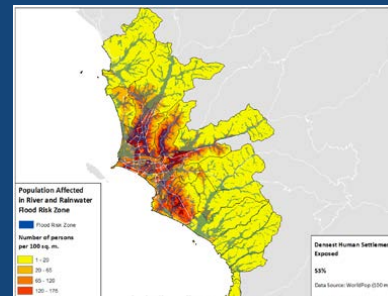 Population Affected
in River and Rainwater
Flood Risk Zone
Flood Risk Zone
Number of persons
per 100 sq. m.
1 - 20
20 - 65
65 - 120
120 - 175
Densest Human Settlement
Exposed
53%
Data Source: WorldPop (100 m)